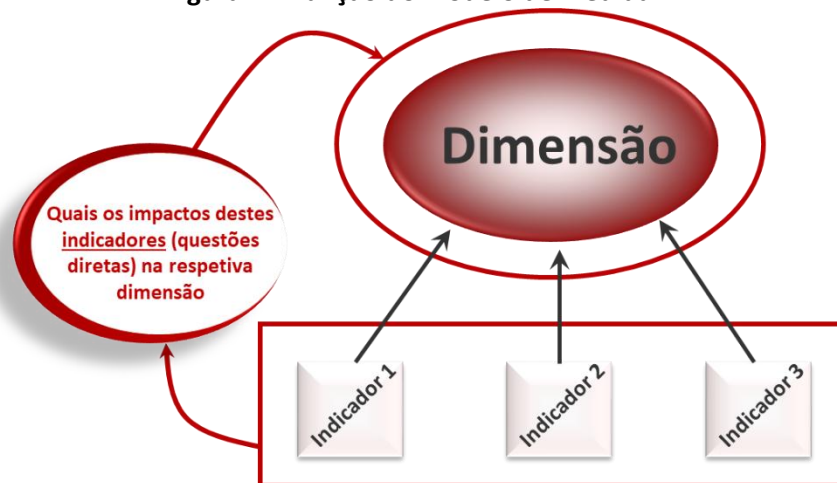 Dimensão
Quais os impactos destes
indicadores (questões
diretas) na respetiva
dimensão
Indicador 1
Indicador 2
Indicador 3